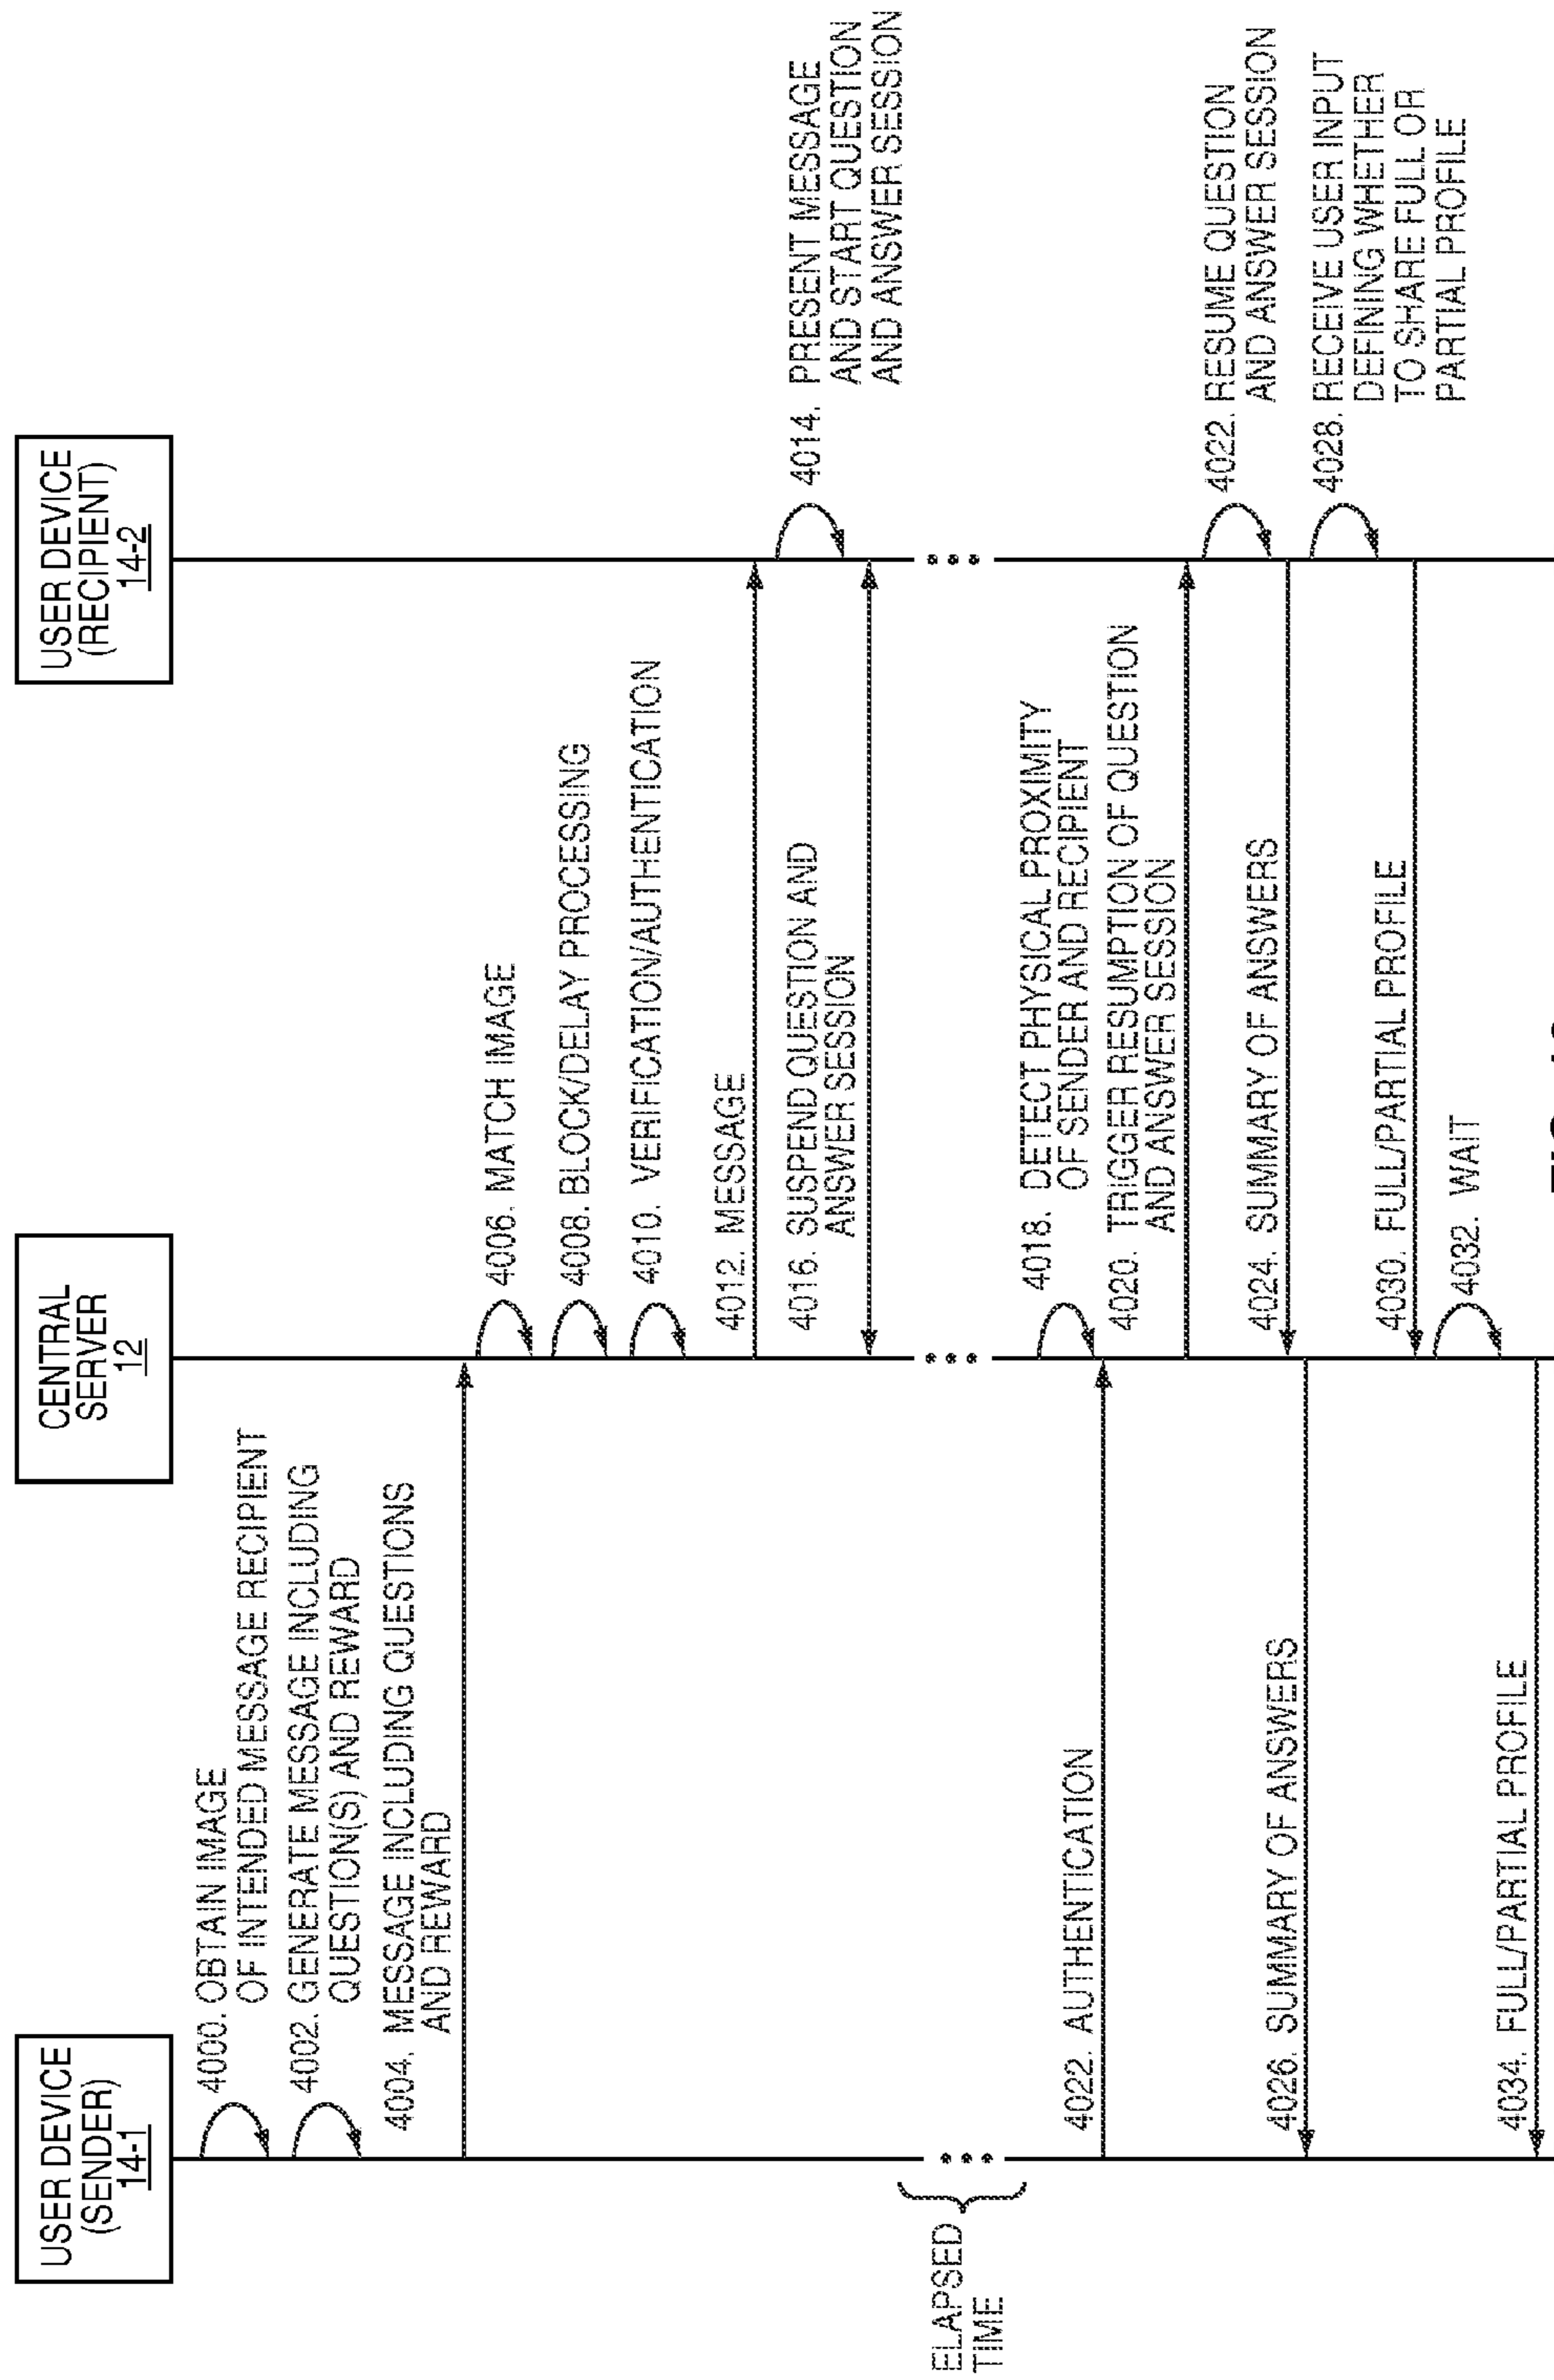 USER DEVICE
(SENDER)
14-1
CENTRAL
SERVER
12
USER DEVICE
(RECIPIENT)
14-2
4000. OBTAIN IMAGE
OF INTENDED MESSAGE RECIPIENT
4002. GENERATE MESSAGE INCLUDING
QUESTION(S) AND REWARD
4004. MESSAGE INCLUDING QUESTIONS
AND REWARD
4006. MATCH IMAGE
4008. BLOCK/DELAY PROCESSING
4010. VERIFICATION/AUTHENTICATION
4012. MESSAGE
4014. PRESENT MESSAGE
AND START QUESTION
AND ANSWER SESSION
4016. SUSPEND QUESTION AND
ANSWER SESSION
ELAPSED
TIME
4018. DETECT PHYSICAL PROXIMITY
OF SENDER AND RECIPIENT
4022. AUTHENTICATION
4020. TRIGGER RESUMPTION OF QUESTION
AND ANSWER SESSION
4022. RESUME QUESTION
AND ANSWER SESSION
4024. SUMMARY OF ANSWERS
4026. SUMMARY OF ANSWERS
4028. RECEIVE USER INPUT
DEFINING WHETHER
TO SHARE FULL OR
PARTIAL PROFILE
4030. FULL/PARTIAL PROFILE
4032. WAIT
4034. FULL/PARTIAL PROFILE